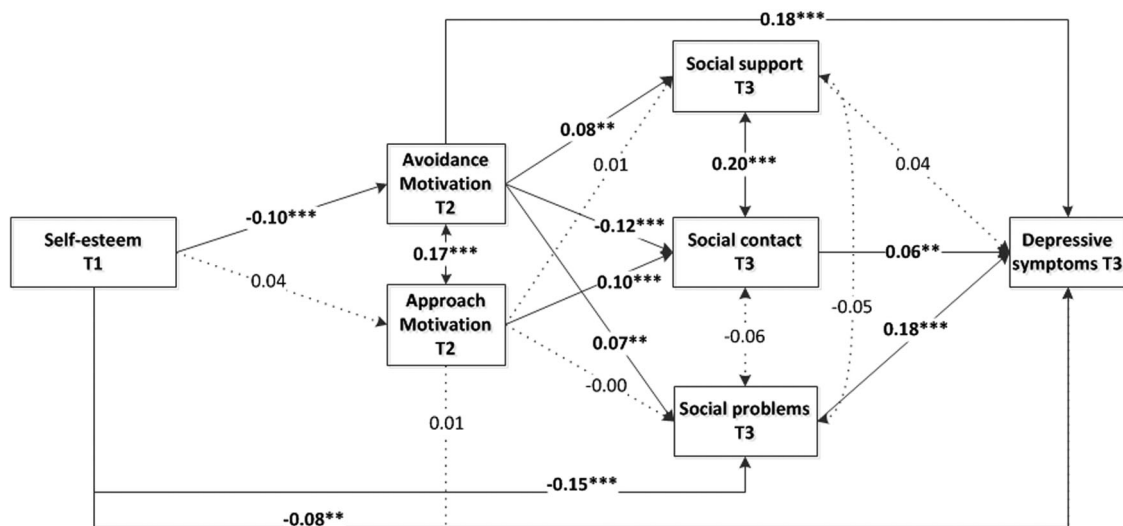 0.18***
Social support
T3
0.08**
Avoidance
Motivation
T2
0.01
0.20***
0.04
-0.10***
-0.12***
Self-esteem
T1
0.17***
Social contact
T3
0.06**
Depressive
symptoms T3
0.04
0.10***
Approach
Motivation
T2
-0.05
0.07**
-0.06
0.18***
-0.00
Social problems
T3
0.01
-0.15***
-0.08**